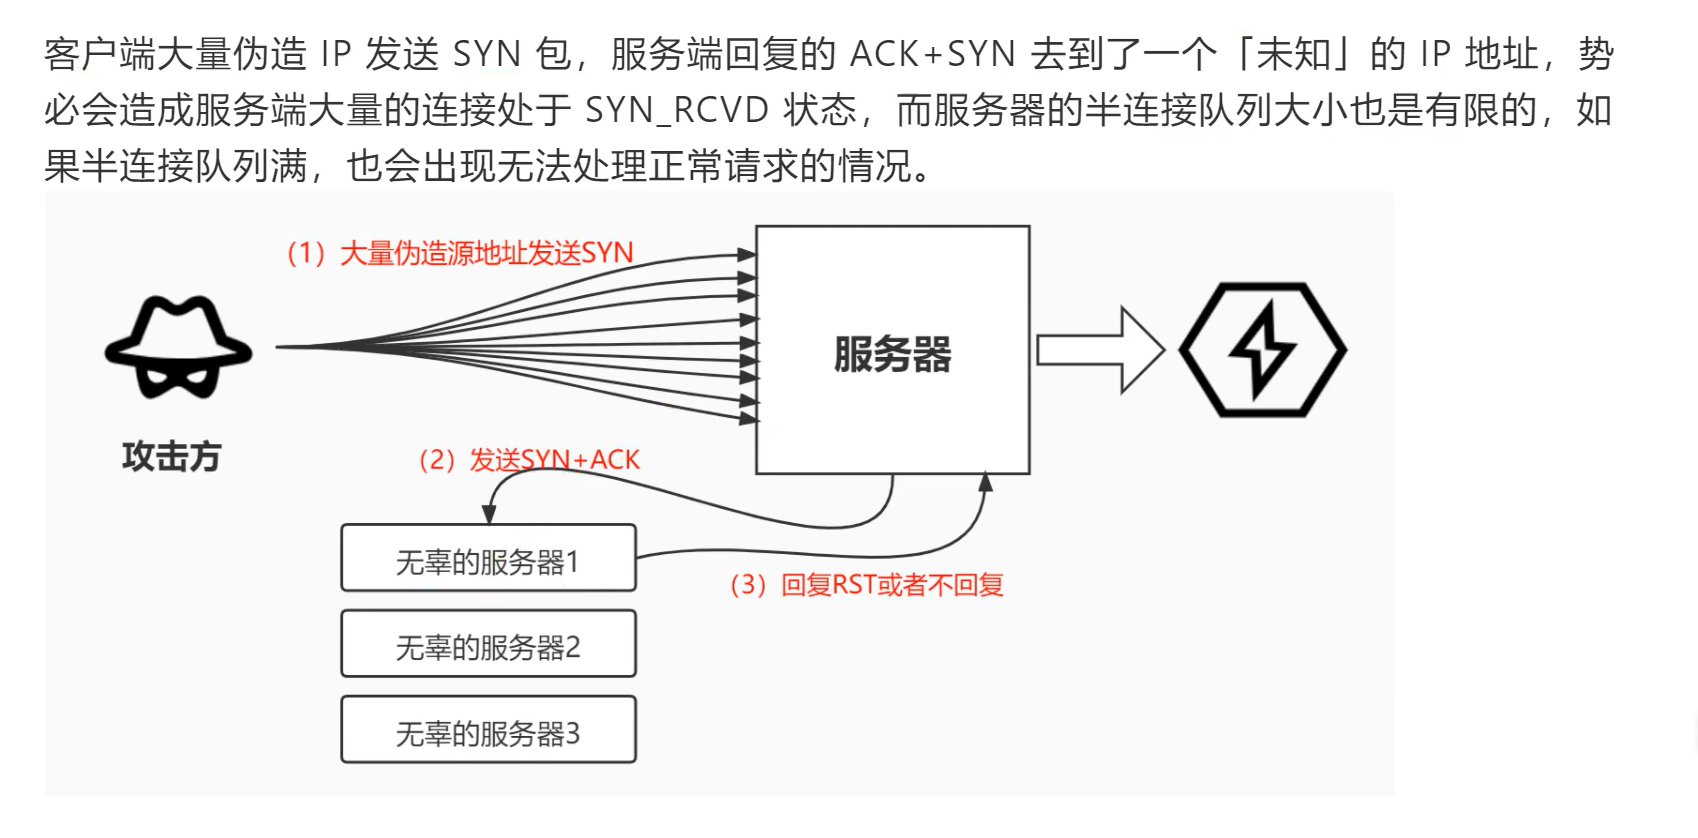 客户端大量伪造 IP 发送 SYN 包，服务端回复的 ACK+SYN 去到了一个「未知」的 IP 地址，势
必会造成服务端大量的连接处于 SYN_RCVD 状态，而服务器的半连接队列大小也是有限的，如
果半连接队列满，也会出现无法处理正常请求的情况。
（1）大量伪造源地址发送SYN
服务器
攻击方
（2）发送SYN+ACK
无辜的服务器1
（3）回复RST或者不回复
无辜的服务器2
无辜的服务器3